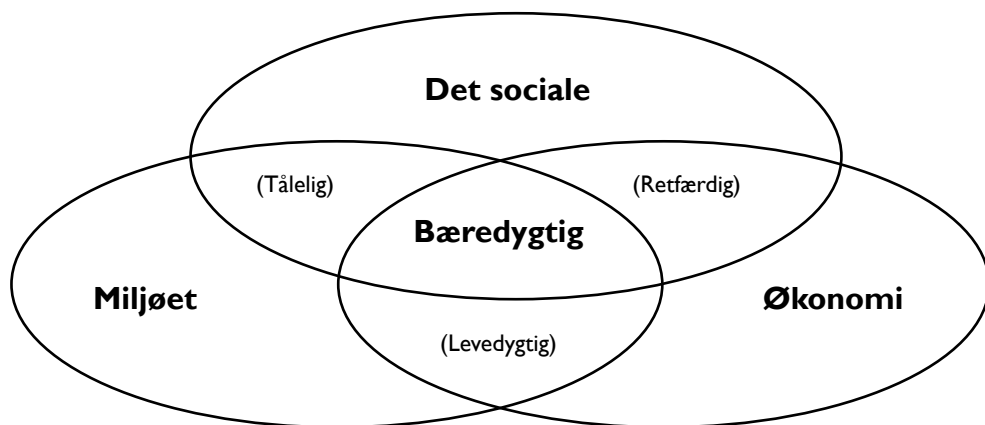 Det sociale
(Tålelig)
(Retfærdig)
Bæredygtig
Miljøet
Økonomi
(Levedygtig)